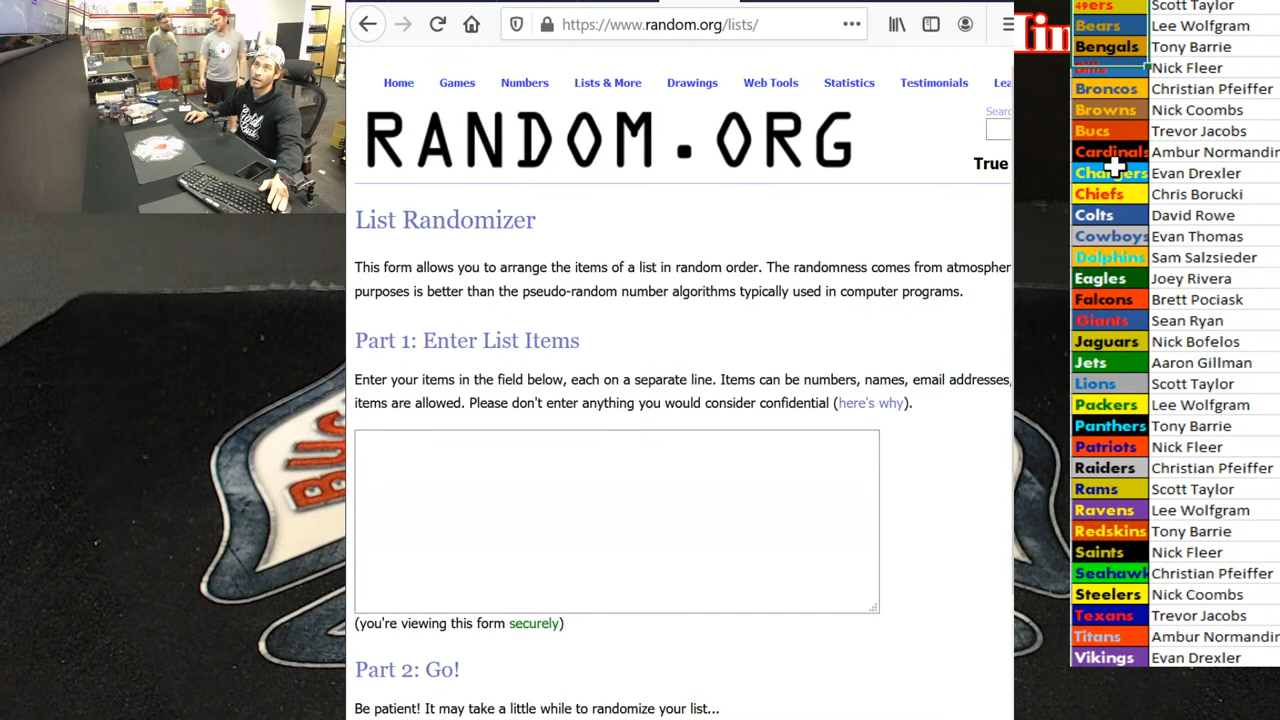 https://www.random.org/lists/
Home Games Numbers Lists & More Drawings Web Tools Statistics Testimonials Lea
Searc
RANDOM.ORG
True
List Randomizer
This form allows you to arrange the items of a list in random order. The randomness comes from atmospher
purposes is better than the pseudo-random number algorithms typically used in computer programs.
Part 1: Enter List Items
Enter your items in the field below, each on a separate line. Items can be numbers, names, email addresses,
items are allowed. Please don't enter anything you would consider confidential (here's why).
(you're viewing this form securely)
Part 2: Go!
Be patient! It may take a little while to randomize your list...
Tim
49ers Scott Taylor
Bears Lee Wolfgram
Bengals Tony Barrie
Bills Nick Fleer
Broncos Christian Pfeiffer
Browns Nick Coombs
Bucs Trevor Jacobs
Cardinals Ambur Normandin
Chargers Evan Drexler
Chiefs Chris Borucki
Colts David Rowe
Cowboys Evan Thomas
Dolphins Sam Salzsieder
Eagles Joey Rivera
Falcons Brett Pociask
Giants Sean Ryan
Jaguars Nick Bofelos
Jets Aaron Gillman
Lions Scott Taylor
Packers Lee Wolfgram
Panthers Tony Barrie
Patriots Nick Fleer
Raiders Christian Pfeiffer
Rams Scott Taylor
Ravens Lee Wolfgram
Redskins Tony Barrie
Saints Nick Fleer
Seahawk Christian Pfeiffer
Steelers Nick Coombs
Texans Trevor Jacobs
Titans Ambur Normandin
Vikings Evan Drexler